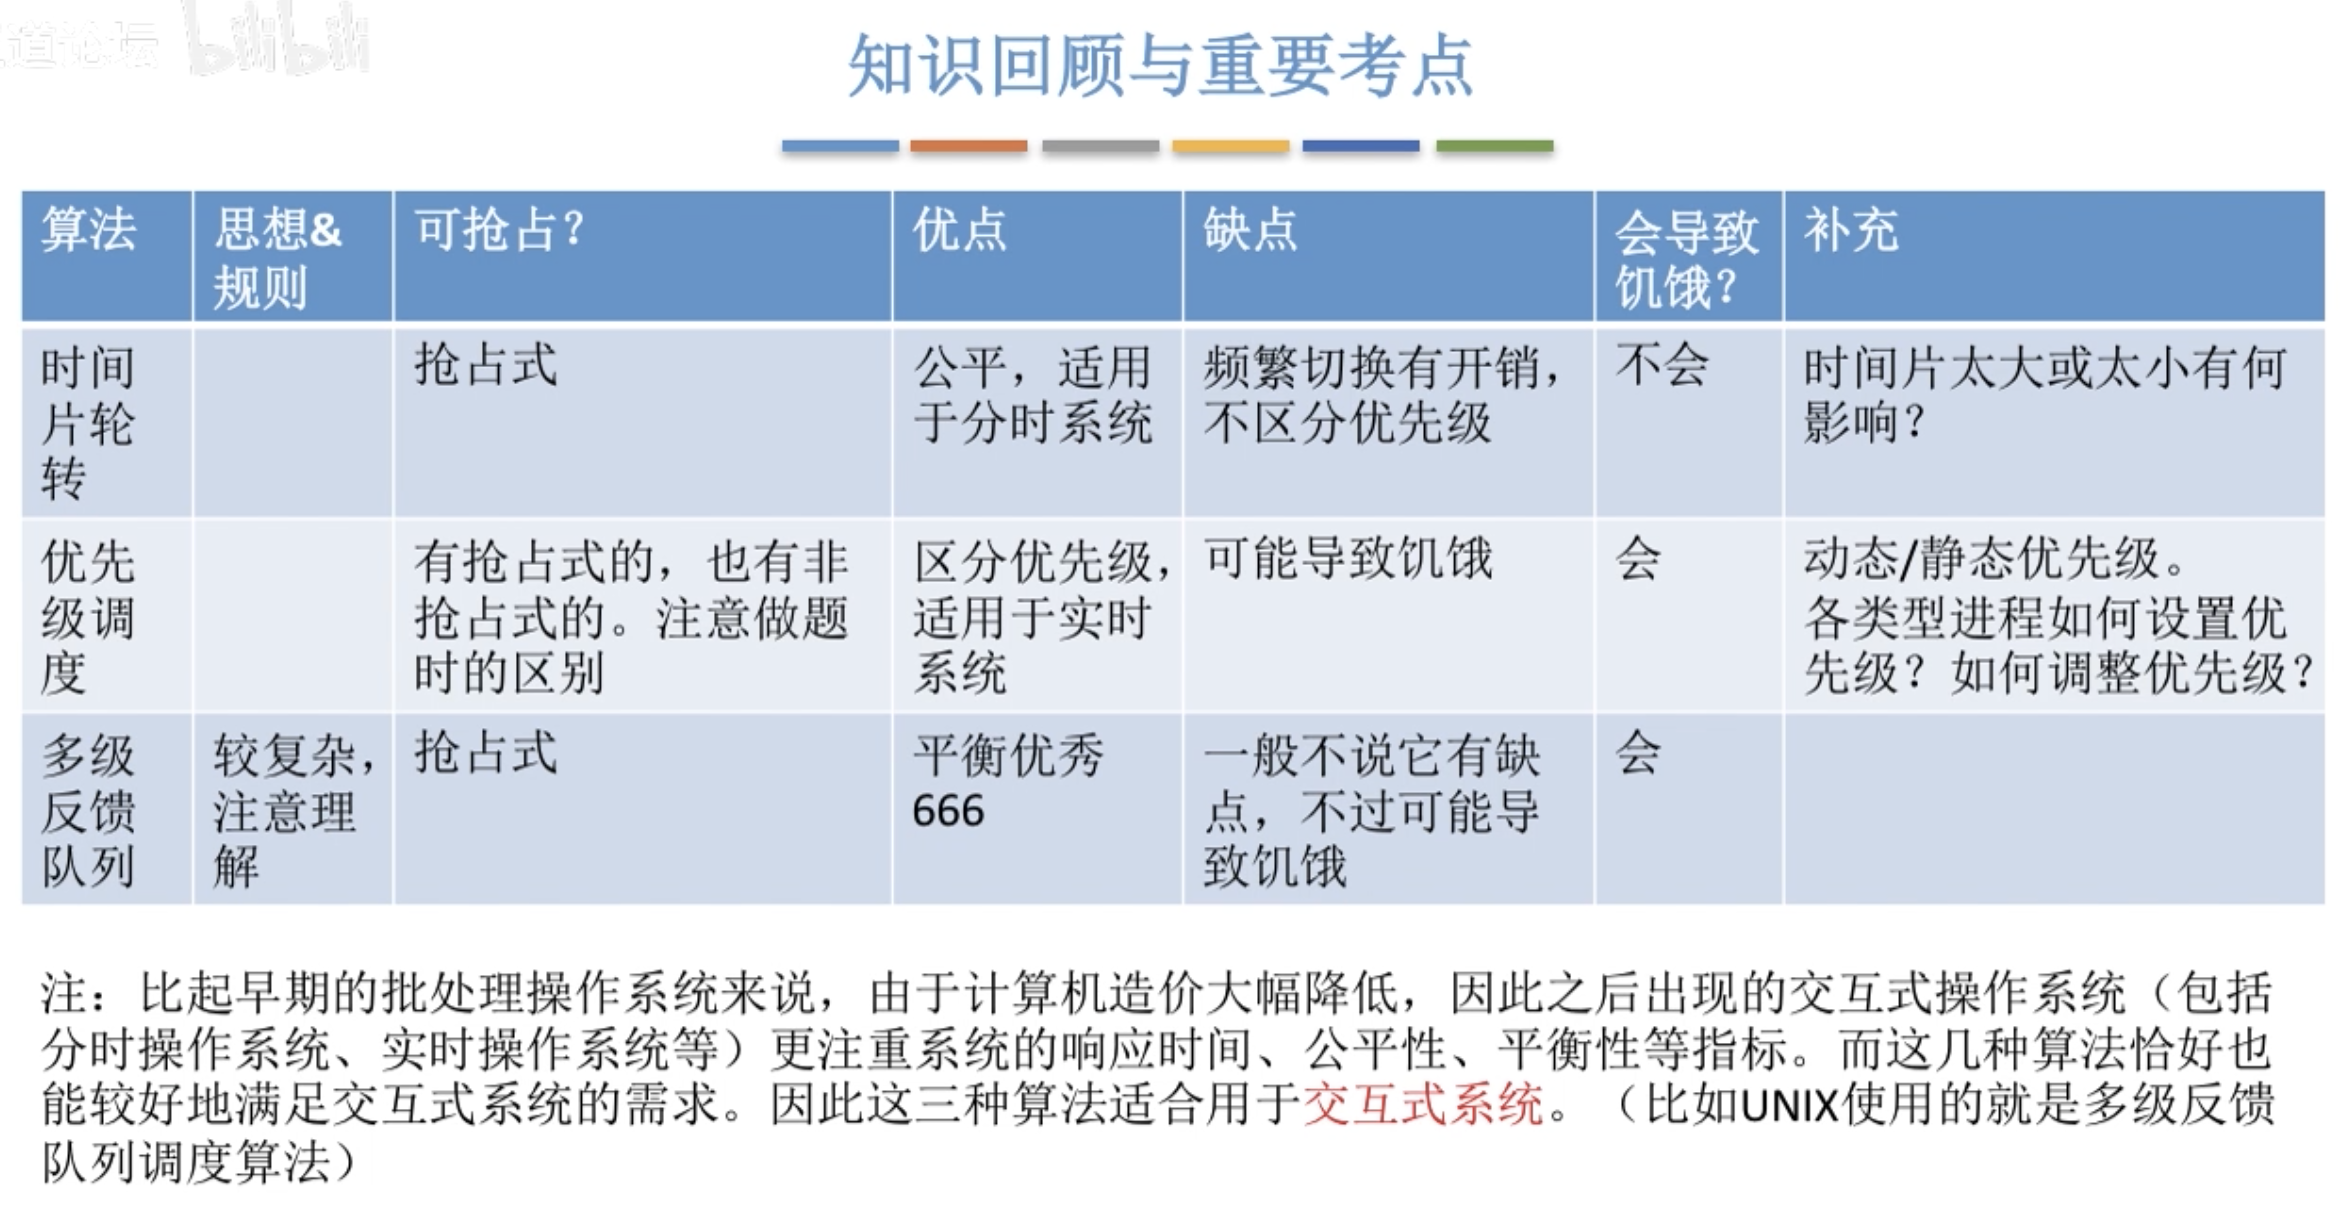 道论坛 bilibili
知识回顾与重要考点
算法
思想&
规则
可抢占?
优点
缺点
会导致
饥饿?
补充
时间
片轮
转
抢占式
公平，适用
于分时系统
频繁切换有开销，
不区分优先级
不会
时间片太大或太小有何
影响?
优先
级调
度
有抢占式的，也有非
抢占式的。注意做题
时的区别
区分优先级，
适用于实时
系统
可能导致饥饿
会
动态/静态优先级。
各类型进程如何设置优
先级? 如何调整优先级?
多级
反馈
队列
较复杂，
注意理
解
抢占式
平衡优秀
666
一般不说它有缺
点，不过可能导
致饥饿
会
注：比起早期的批处理操作系统来说，由于计算机造价大幅降低，因此之后出现的交互式操作系统（包括
分时操作系统、实时操作系统等）更注重系统的响应时间、公平性、平衡性等指标。而这几种算法恰好也
能较好地满足交互式系统的需求。因此这三种算法适合用于交互式系统。（比如UNIX使用的就是多级反馈
队列调度算法）